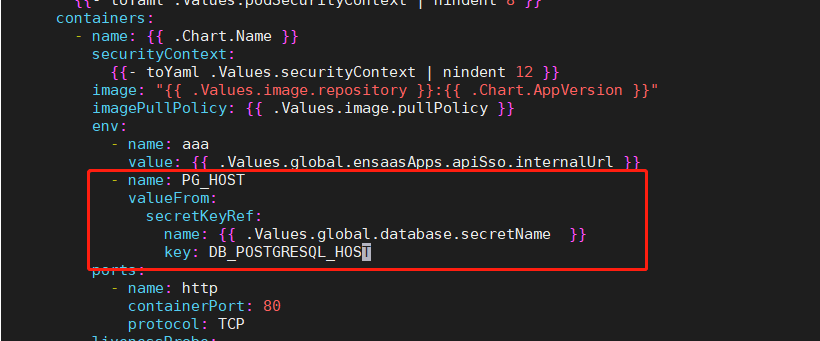 {{- toYaml .Values.podSecurityContext | nindent 8 }}
containers:
- name: {{ .Chart.Name }}
securityContext:
{{- toYaml .Values.securityContext | nindent 12 }}
image: "{{ .Values.image.repository }}:{{ .Chart.AppVersion }}"
imagePullPolicy: {{ .Values.image.pullPolicy }}
env:
- name: aaa
value: {{ .Values.global.ensaasApps.apiSso.internalUrl }}
- name: PG_HOST
valueFrom:
secretKeyRef:
name: {{ .Values.global.database.secretName  }}
key: DB_POSTGRESQL_HOST
ports:
- name: http
containerPort: 80
protocol: TCP
livenessProbe: